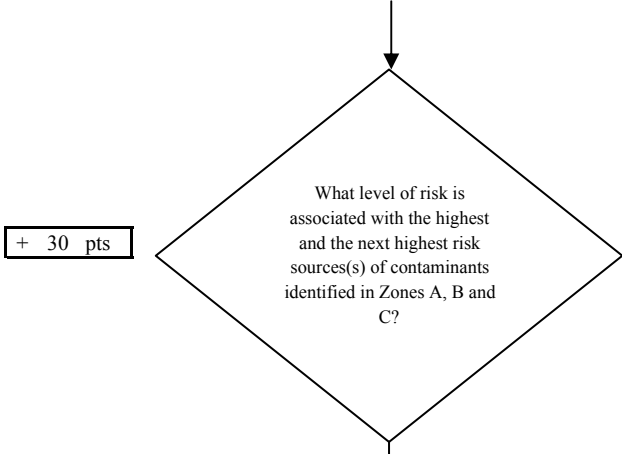 What level of risk is
associated with the highest
and the next highest risk
sources(s) of contaminants
identified in Zones A, B and
C?
+ 30 pts